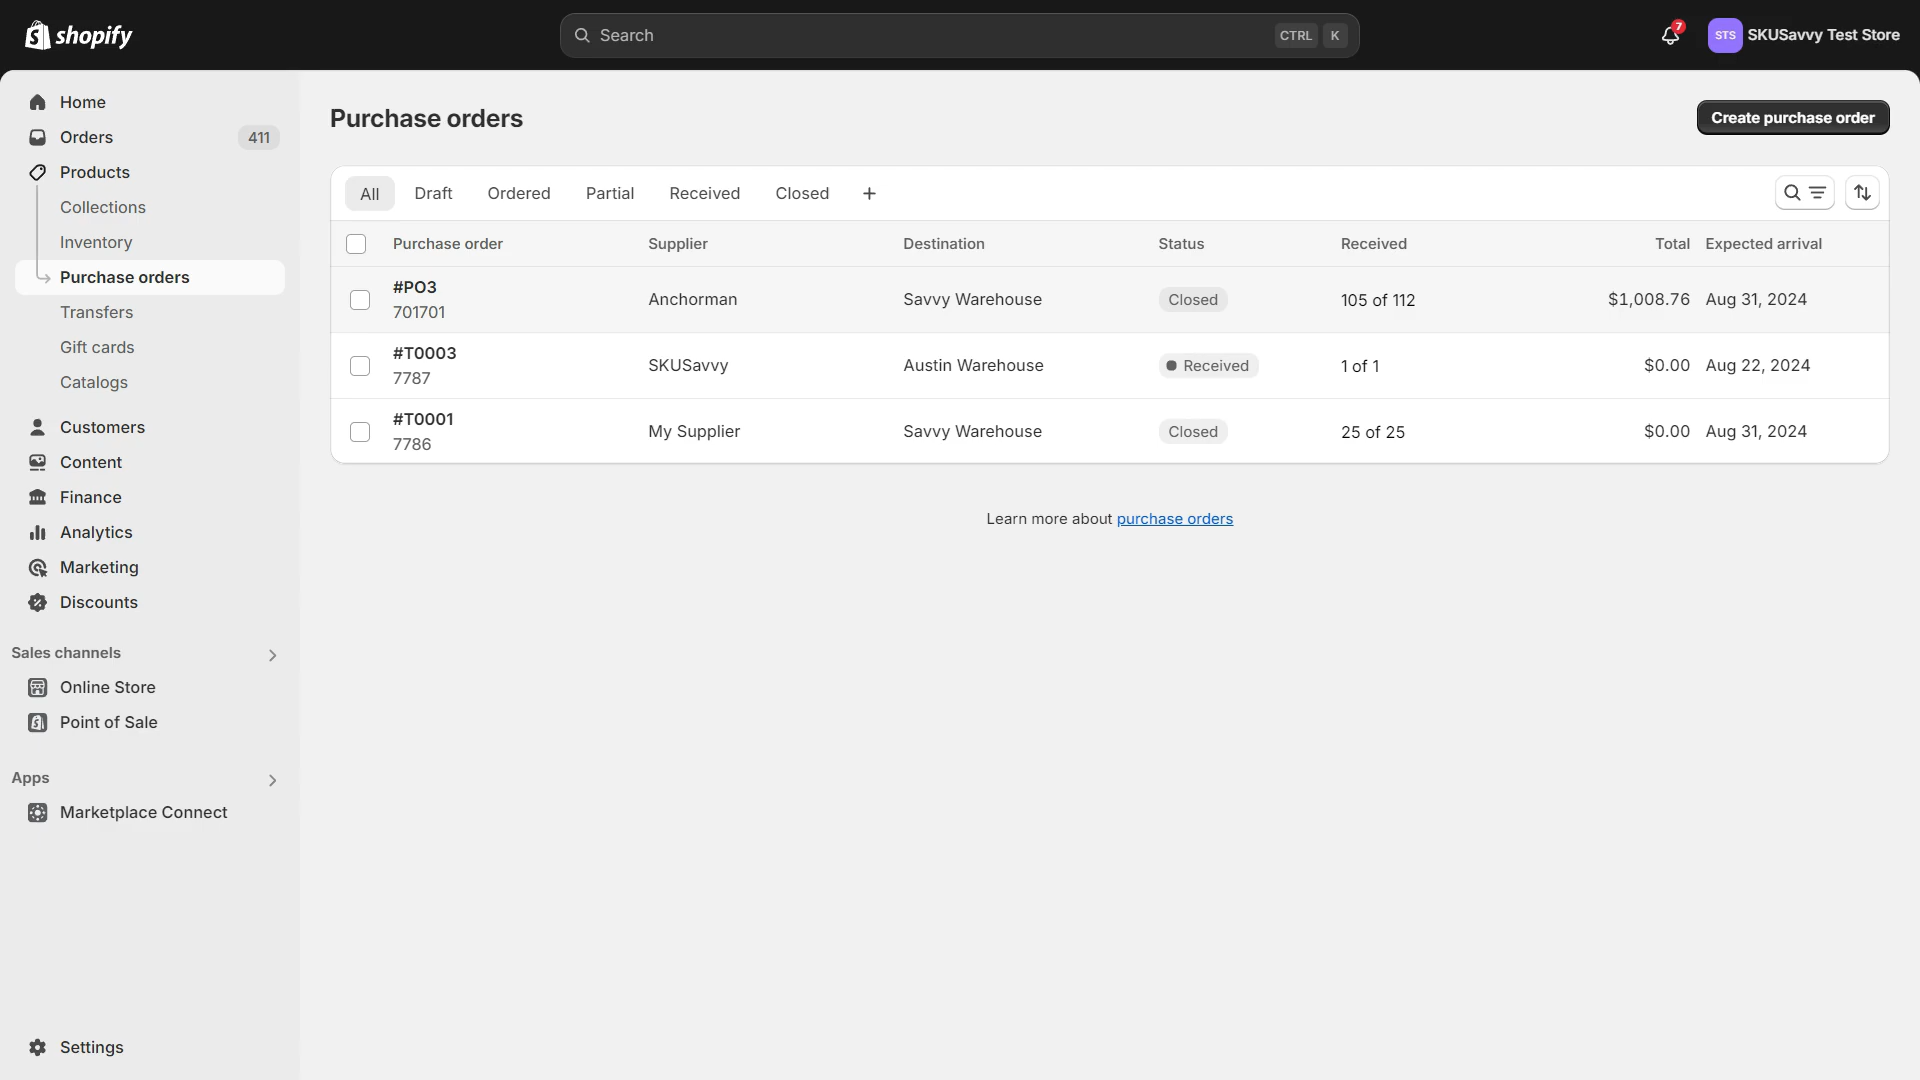 shopify
Search
CTRL K
7
STS
SKUSavvy Test Store
Home
Orders
411
Products
Collections
Inventory
Purchase orders
Transfers
Gift cards
Catalogs
Customers
Content
Finance
Analytics
Marketing
Discounts
Sales channels
Online Store
Point of Sale
Apps
Marketplace Connect
Settings
Purchase orders
Create purchase order
All Draft Ordered Partial Received Closed +
Purchase order Supplier Destination Status Received Total Expected arrival
#PO3
701701
Anchorman Savvy Warehouse Closed 105 of 112 $1,008.76 Aug 31, 2024
#T0003
7787
SKUSavvy Austin Warehouse Received 1 of 1 $0.00 Aug 22, 2024
#T0001
7786
My Supplier Savvy Warehouse Closed 25 of 25 $0.00 Aug 31, 2024
Learn more about purchase orders